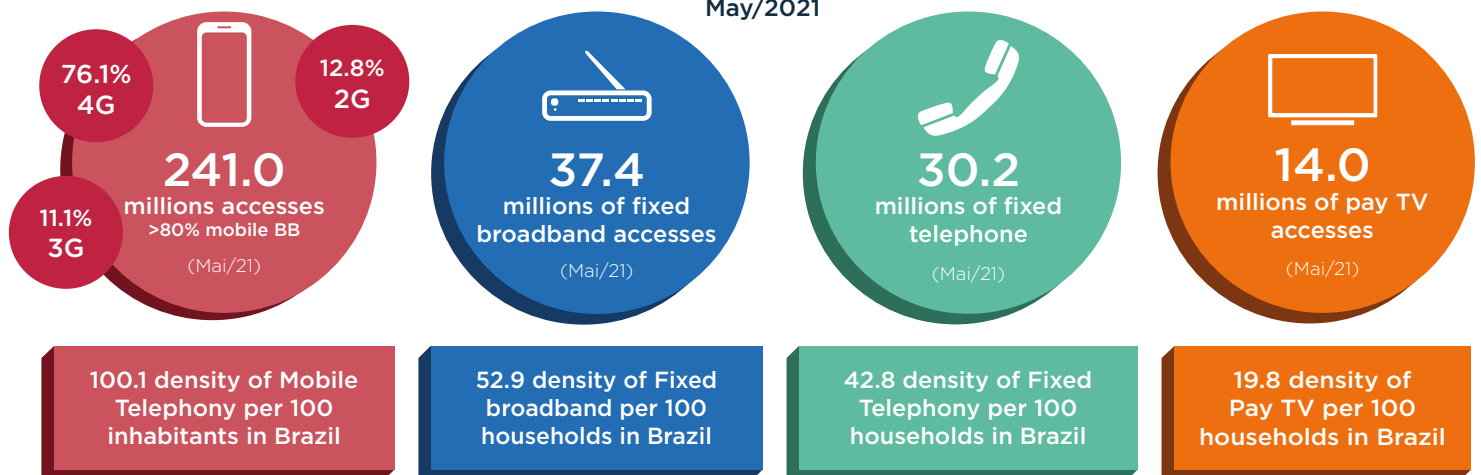 May/2021
76.1%
4G
12.8%
2G
11.1%
3G
241.0
millions accesses
>80% mobile BB
(Mai/21)
37.4
millions of fixed
broadband accesses
(Mai/21)
30.2
millions of fixed
telephone
(Mai/21)
14.0
millions of pay TV
accesses
(Mai/21)
100.1 density of Mobile
Telephony per 100
inhabitants in Brazil
52.9 density of Fixed
broadband per 100
households in Brazil
42.8 density of Fixed
Telephony per 100
households in Brazil
19.8 density of
Pay TV per 100
households in Brazil